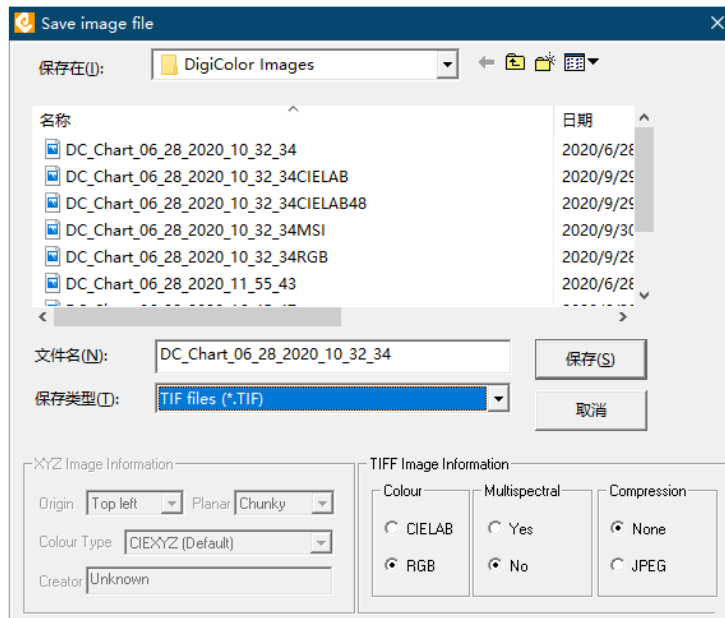 Save image file
保存在(I): DigiColor Images
名称 日期
DC_Chart_06_28_2020_10_32_34 2020/6/28
DC_Chart_06_28_2020_10_32_34CIELAB 2020/9/29
DC_Chart_06_28_2020_10_32_34CIELAB48 2020/9/29
DC_Chart_06_28_2020_10_32_34MSI 2020/9/30
DC_Chart_06_28_2020_10_32_34RGB 2020/9/28
DC_Chart_06_28_2020_11_55_43 2020/6/28
文件名(N): DC_Chart_06_28_2020_10_32_34 保存(S)
保存类型(T): TIF files (*.TIF) 取消
XYZ Image Information TIFF Image Information
Colour Multispectral Compression
Origin Top left Planar Chunky
CIELAB Yes None
Colour Type CIEXYZ (Default)
RGB No JPEG
Creator Unknown